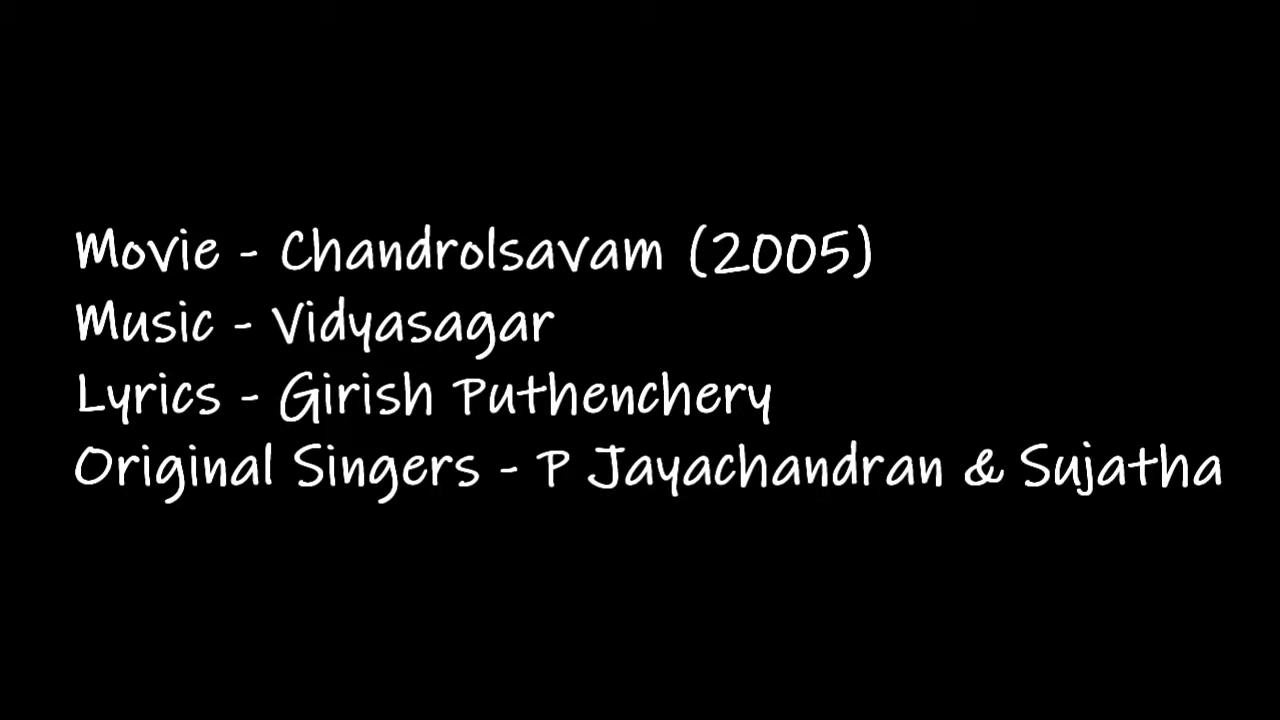 Movie - Chandrolsavam (2005)
Music - Vidyasagar
Lyrics - Girish Puthenchery
Original Singers - P Jayachandran & Sujatha